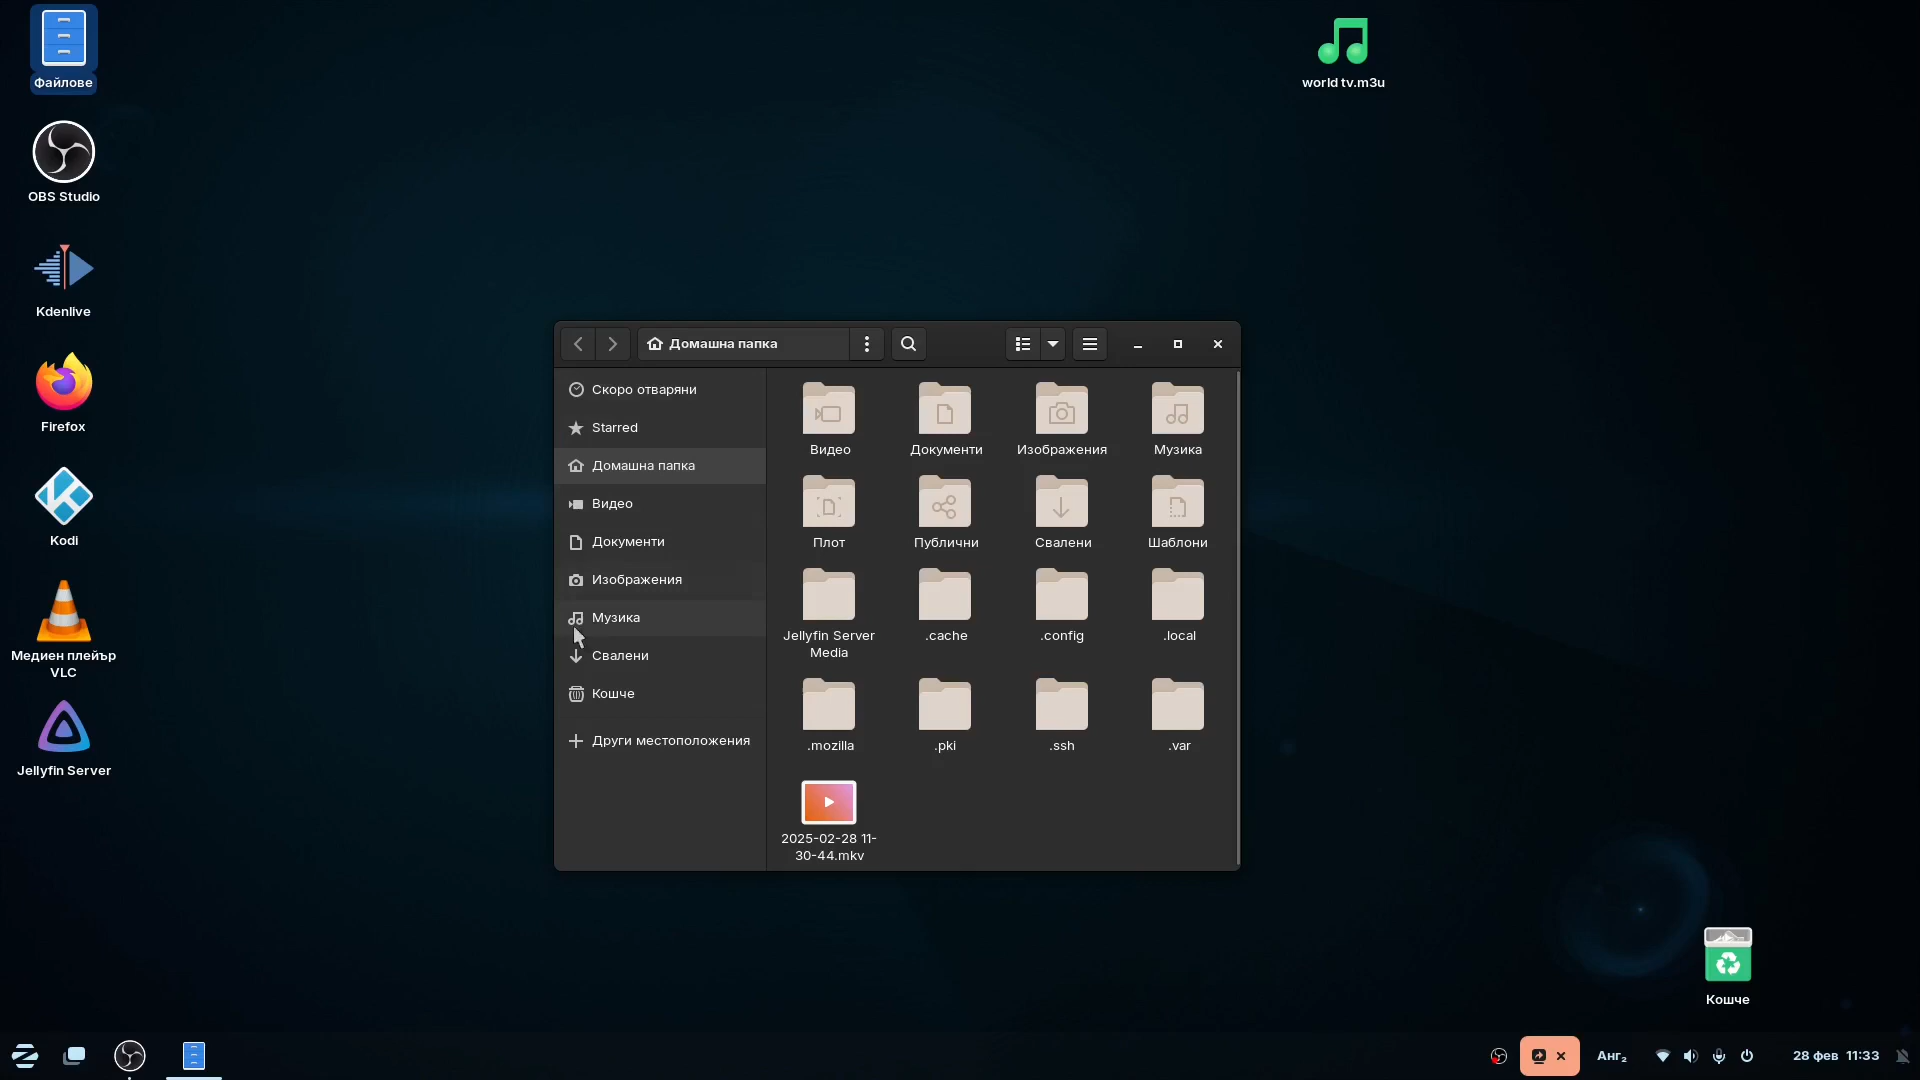 Файлове
OBS Studio
Kdenlive
Firefox
Kodi
Медиен плейър
VLC
Jellyfin Server
world tv.m3u
Домашна папка
Скоро отваряни
Starred
Домашна папка
Видео
Документи
Изображения
Музика
Свалени
Кошче
Други местоположения
Видео
Документи
Изображения
Музика
Плот
Публични
Свалени
Шаблони
Jellyfin Server
Media
.cache
.config
.local
.mozilla
.pki
.ssh
.var
2025-02-28 11-
30-44.mkv
Кошче
Анг₂
28 фев 11:33